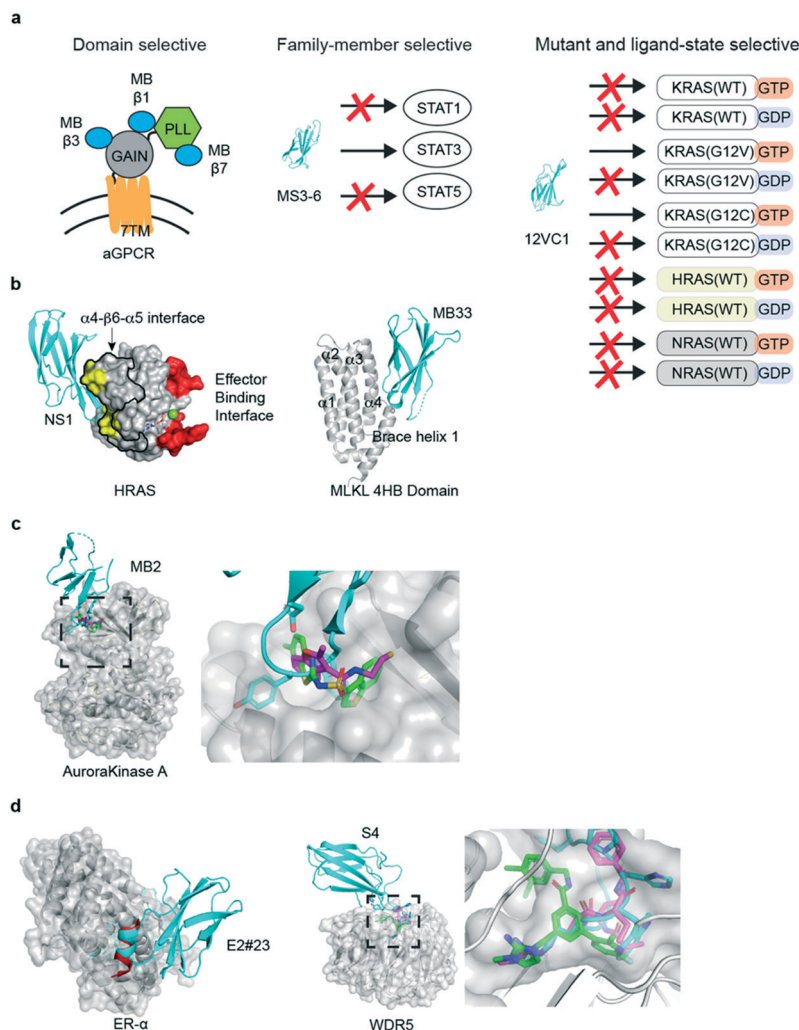 a
Domain selective
Family-member selective
Mutant and ligand-state selective
MB
β1
MB
β3
PLL
GAIN
MB
β7
7TM
aGPCR
STAT1
STAT3
STAT5
MS3-6
12VC1
KRAS(WT) GTP
KRAS(WT) GDP
KRAS(G12V) GTP
KRAS(G12V) GDP
KRAS(G12C) GTP
KRAS(G12C) GDP
HRAS(WT) GTP
HRAS(WT) GDP
NRAS(WT) GTP
NRAS(WT) GDP
b
α4-β6-α5 interface
NS1
Effector
Binding
Interface
HRAS
MB33
α2
α3
α1
α4
Brace helix 1
MLKL 4HB Domain
c
MB2
AuroraKinase A
d
E2#23
ER-α
S4
WDR5